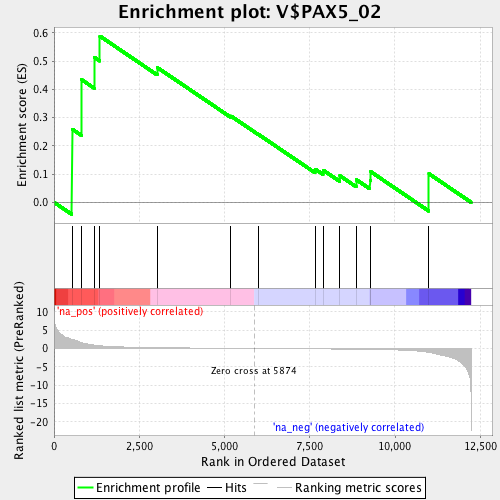 Enrichment plot: V$PAX5_02
Enrichment score (ES)
0.6
0.5
0.4
0.3
0.2
0.1
0.0
'na_pos' (positively correlated)
Ranked list metric (PreRanked)
10
5
0
-5
-10
-15
-20
Zero cross at 5874
'na_neg' (negatively correlated)
0
2,500
5,000
7,500
10,000
12,500
Rank in Ordered Dataset
Enrichment profile
Hits
Ranking metric scores